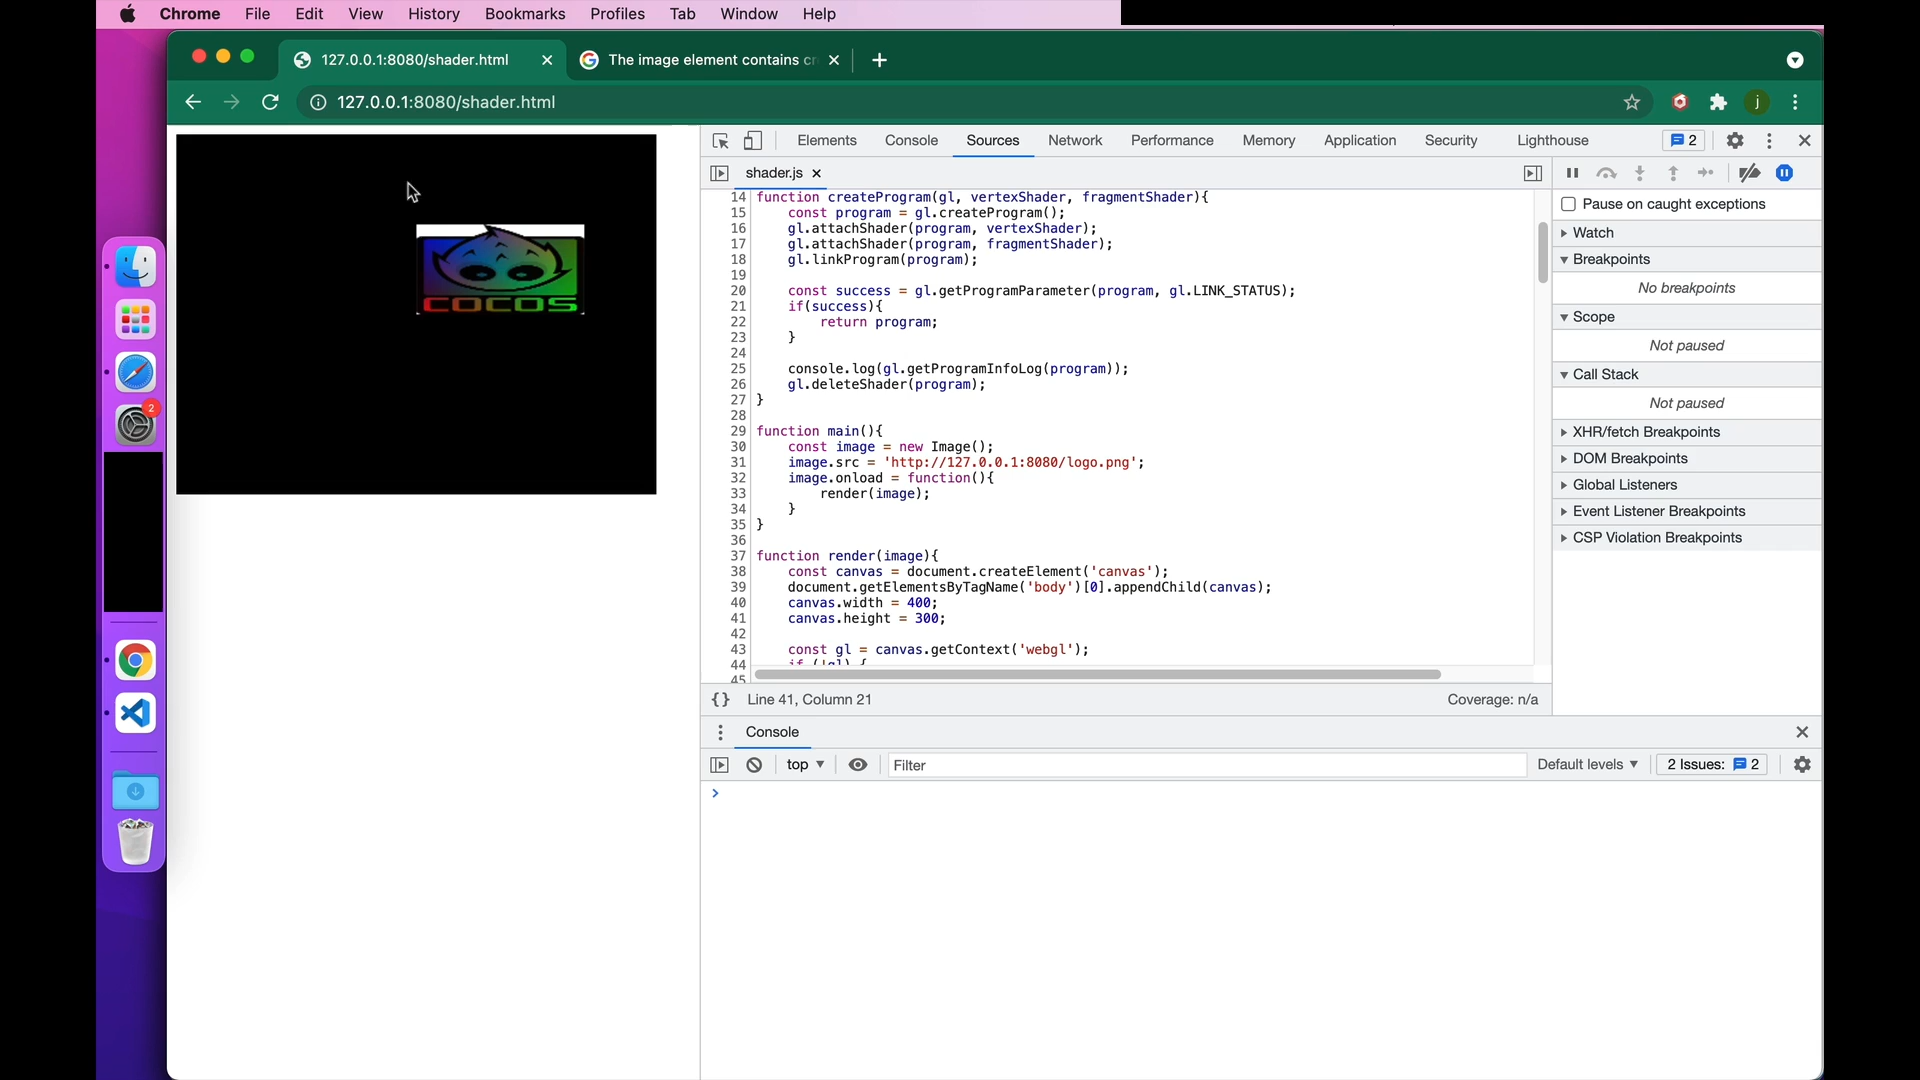 Chrome File Edit View History Bookmarks Profiles Tab Window Help
127.0.0.1:8080/shader.html
The image element contains
127.0.0.1:8080/shader.html
j
Elements Console Sources Network Performance Memory Application Security Lighthouse 2
shader.js
14 function createProgram(gl, vertexShader, fragmentShader){
15 const program = gl.createProgram();
16 gl.attachShader(program, vertexShader);
17 gl.attachShader(program, fragmentShader);
18 gl.linkProgram(program);
19
20 const success = gl.getProgramParameter(program, gl.LINK_STATUS);
21 if(success){
22 return program;
23 }
24
25 console.log(gl.getProgramInfoLog(program));
26 gl.deleteShader(program);
27 }
28
29 function main(){
30 const image = new Image();
31 image.src = 'http://127.0.0.1:8080/logo.png';
32 image.onload = function(){
33 render(image);
34 }
35 }
36
37 function render(image){
38 const canvas = document.createElement('canvas');
39 document.getElementsByTagName('body')[0].appendChild(canvas);
40 canvas.width = 400;
41 canvas.height = 300;
42
43 const gl = canvas.getContext('webgl');
44 if (!gl) {
45
{} Line 41, Column 21 Coverage: n/a
Pause on caught exceptions
Watch
Breakpoints
No breakpoints
Scope
Not paused
Call Stack
Not paused
XHR/fetch Breakpoints
DOM Breakpoints
Global Listeners
Event Listener Breakpoints
CSP Violation Breakpoints
Console
top Filter Default levels 2 Issues: 2
COCOS
2